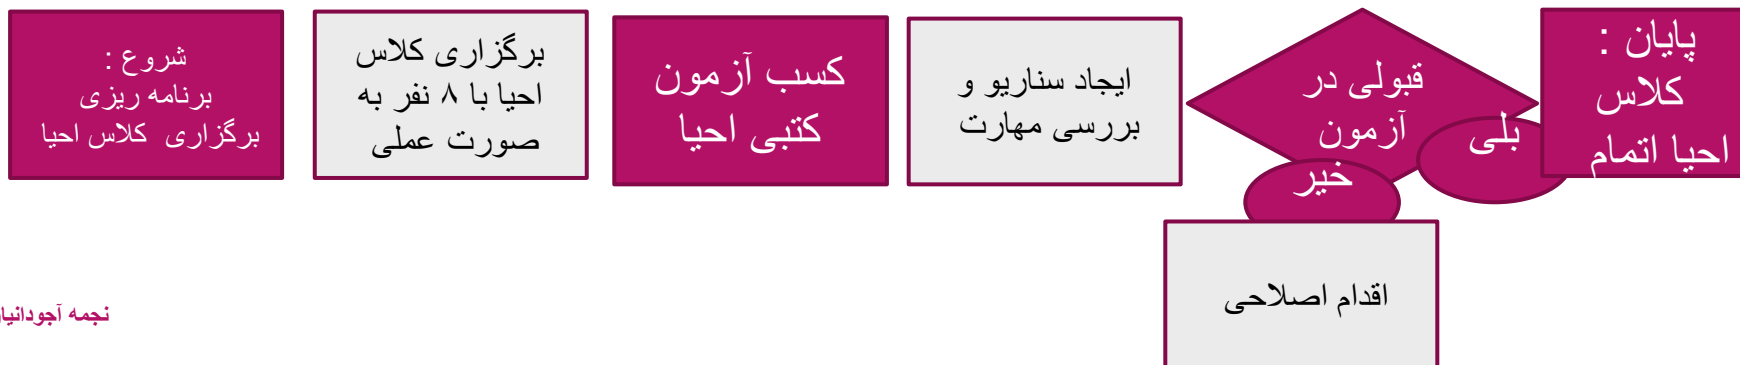 شروع :
برنامه ریزی
برگزاری کلاس احیا
برگزاری کلاس
احیا با ۸ نفر به
صورت عملی
کسب آزمون
کتبی احیا
ایجاد سناریو و
بررسی مهارت
قبولی در
آزمون
بلی
خیر
پایان :
کلاس
احیا اتمام
اقدام اصلاحی
نجمه